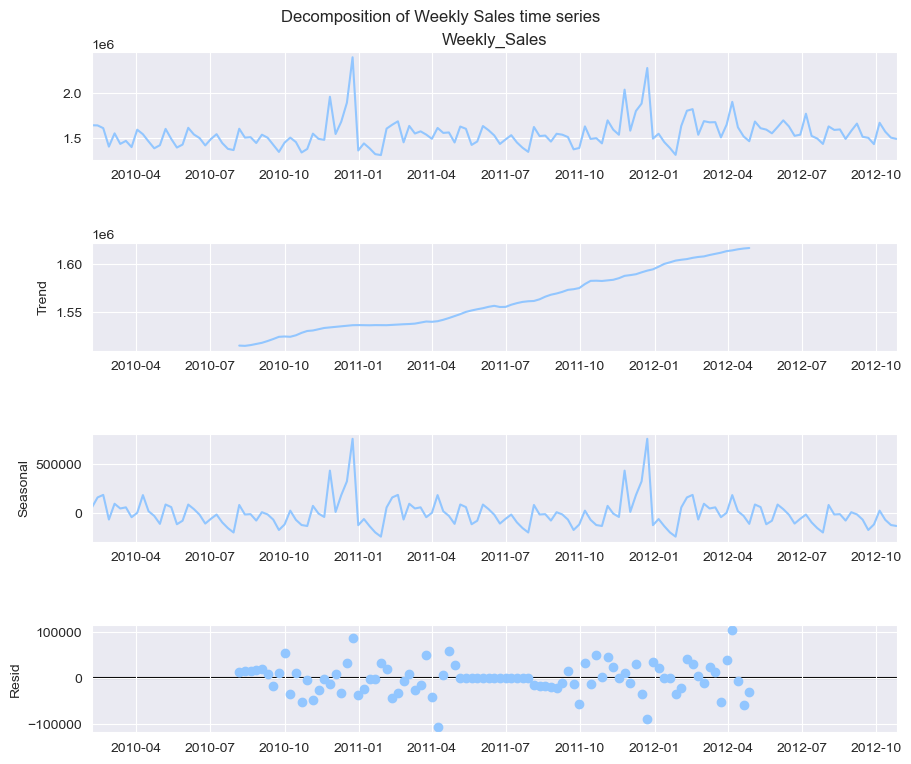 Decomposition of Weekly Sales time series
Weekly_Sales
1e6
2.0
1.5
2010-04 2010-07 2010-10 2011-01 2011-04 2011-07 2011-10 2012-01 2012-04 2012-07 2012-10
1e6
1.60
Trend
1.55
2010-04 2010-07 2010-10 2011-01 2011-04 2011-07 2011-10 2012-01 2012-04 2012-07 2012-10
500000
Seasonal
0
2010-04 2010-07 2010-10 2011-01 2011-04 2011-07 2011-10 2012-01 2012-04 2012-07 2012-10
100000
Resid
0
−100000
2010-04 2010-07 2010-10 2011-01 2011-04 2011-07 2011-10 2012-01 2012-04 2012-07 2012-10